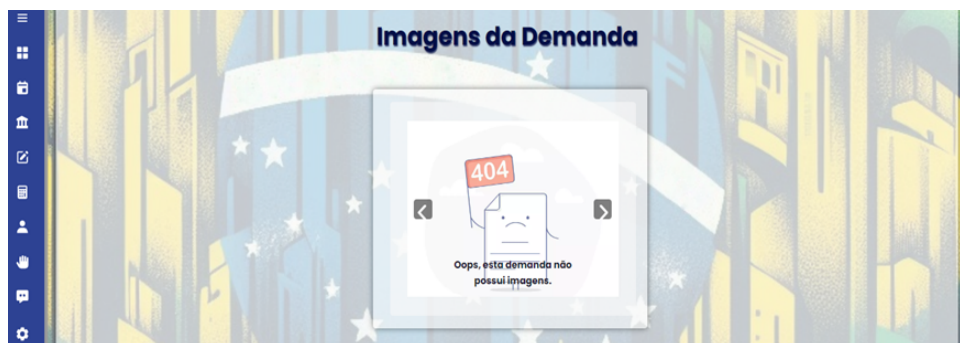 Imagens da Demanda
404
Oops, esta demanda não
possui imagens.